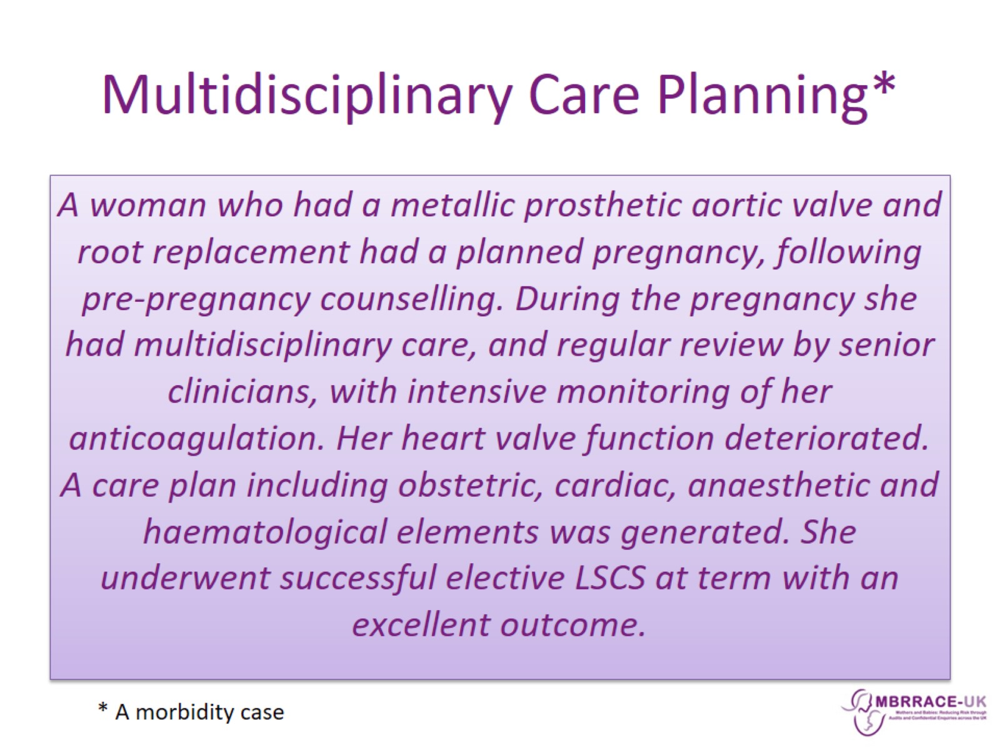 Multidisciplinary Care Planning*
A woman who had a metallic prosthetic aortic valve and
root replacement had a planned pregnancy, following
pre-pregnancy counselling. During the pregnancy she
had multidisciplinary care, and regular review by senior
clinicians, with intensive monitoring of her
anticoagulation. Her heart valve function deteriorated.
A care plan including obstetric, cardiac, anaesthetic and
haematological elements was generated. She
underwent successful elective LSCS at term with an
excellent outcome.
* A morbidity case
MBRRACE-UK
Mothers and Babies: Reducing Risk through
Audits and Confidential Enquiries across the UK